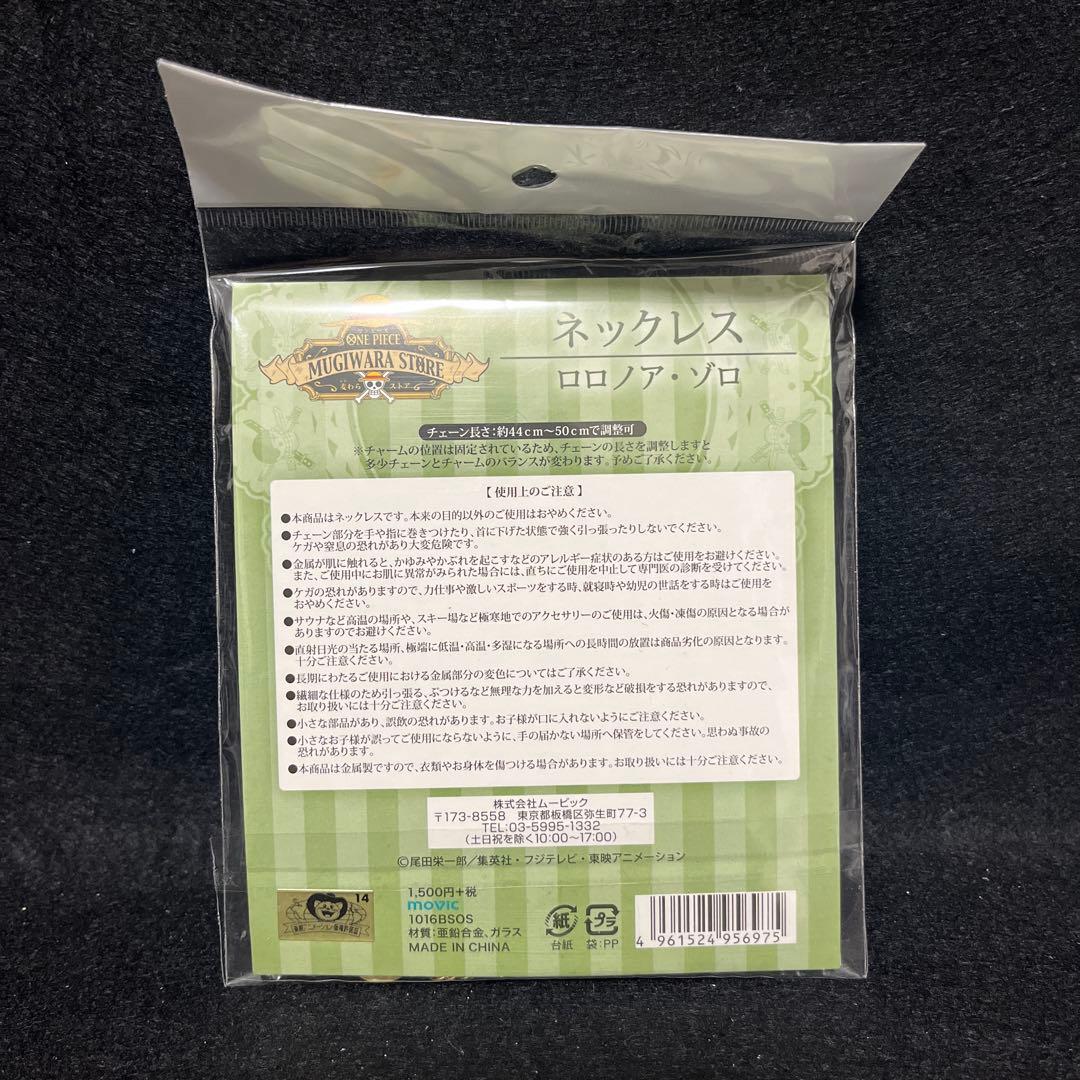 ワンピース
ONE PIECE
MUGIWARA STORE
麦わら ストア
ネックレス
ロロノア・ゾロ
チェーン長さ:約44cm～50cmで調整可
※チャームの位置は固定されているため、チェーンの長さを調整しますと
多少チェーンとチャームのバランスが変わります。予めご了承ください。
【使用上のご注意】
●本商品はネックレスです。本来の目的以外のご使用はおやめください。
●チェーン部分を手や指に巻きつけたり、首に下げた状態で強く引っ張ったりしないでください。
ケガや窒息の恐れがあり大変危険です。
●金属が肌に触れると、かゆみやかぶれを起こすなどのアレルギー症状のある方はご使用をお避けください。
また、ご使用中にお肌に異常がみられた場合には、直ちにご使用を中止して専門医の診断を受けてください。
●ケガの恐れがありますので、力仕事や激しいスポーツをする時、就寝時や幼児の世話をする時はご使用を
おやめください。
●サウナなど高温の場所や、スキー場など極寒地でのアクセサリーのご使用は、火傷・凍傷の原因となる場合が
ありますのでお避けください。
●直射日光の当たる場所、極端に低温・高温・多湿になる場所への長時間の放置は商品劣化の原因となります。
十分ご注意ください。
●長期にわたるご使用における金属部分の変色についてはご了承ください。
●繊細な仕様のため引っ張る、ぶつけるなど無理な力を加えると変形など破損をする恐れがありますので、
お取り扱いには十分ご注意ください。
●小さな部品があり、誤飲の恐れがあります。お子様が口に入れないようにご注意ください。
●小さなお子様が誤ってご使用にならないように、手の届かない場所へ保管をしてください。思わぬ事故の
恐れがあります。
●本商品は金属製ですので、衣類やお身体を傷つける場合があります。お取り扱いには十分ご注意ください。
株式会社ムービック
〒173-8558 東京都板橋区弥生町77-3
TEL:03-5995-1332
(土日祝を除く10:00～17:00)
©尾田栄一郎／集英社・フジテレビ・東映アニメーション
14
1,500円+税
movic
1016BSOS
材質:亜鉛合金、ガラス
MADE IN CHINA
紙
台紙
プラ
袋:PP
4 961524 956975